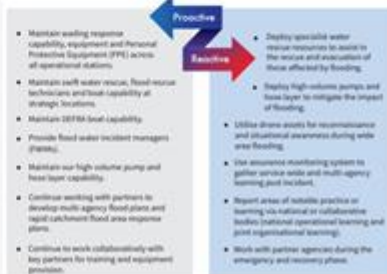 Proactive
Reactive
• Maintain wading response
capability, equipment and Personal
Protective Equipment (PPE) across
all operational stations.
• Maintain swift water rescue, flood rescue
technicians and boat capability at
strategic locations.
• Maintain DEFRA boat capability.
• Provide flood water incident managers
(FWIMs).
• Maintain our high volume pump and
hose layer capability.
• Continue working with partners to
develop multi-agency flood plans and
rapid catchment flood area response
plans.
• Continue to work collaboratively with
key partners for training and equipment
provision.
• Deploy specialist water
rescue resources to assist in
the rescue and evacuation of
those affected by flooding.
• Deploy high volume pumps and
hose layer to mitigate the impact
of flooding.
• Utilise drone assets for reconnaissance
and situational awareness during wide
area flooding.
• Use assurance monitoring system to
gather service wide and multi-agency
learning post incident.
• Report areas of notable practice or
learning via national or collaborative
bodies (national operational learning and
joint organisational learning).
• Work with partner agencies during the
emergency and recovery phase.